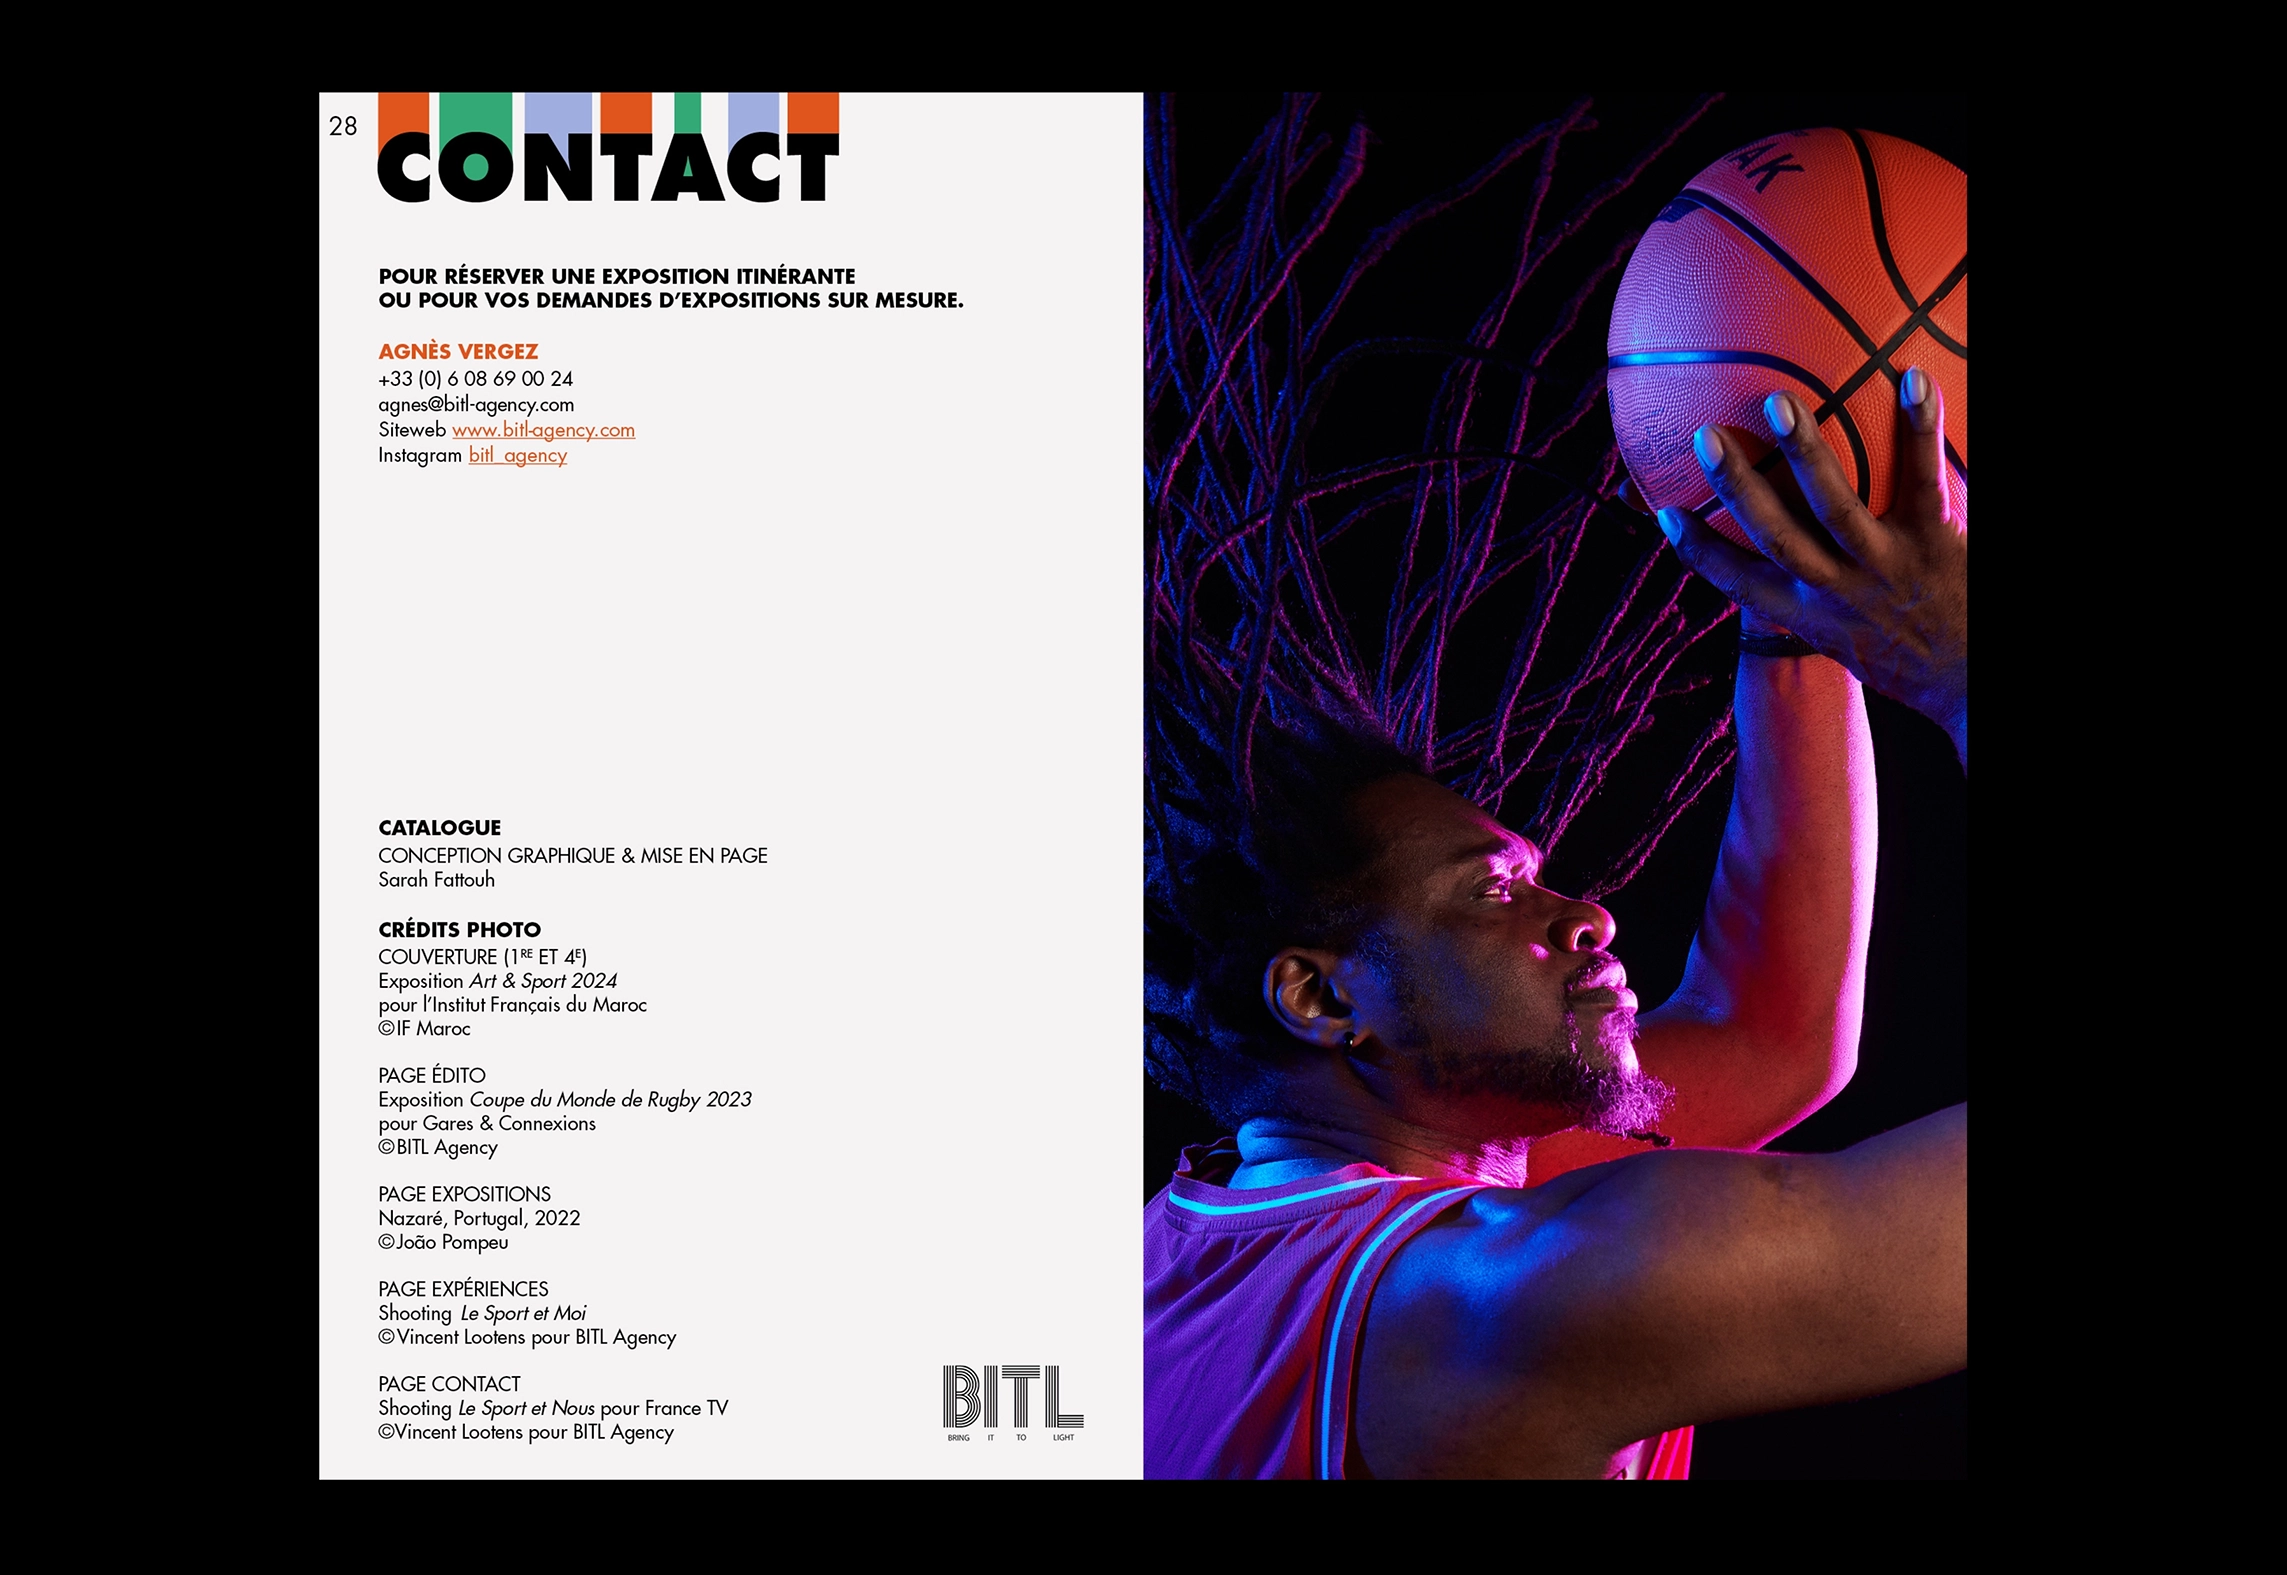 28
CONTACT
POUR RÉSERVER UNE EXPOSITION ITINÉRANTE
OU POUR VOS DEMANDES D’EXPOSITIONS SUR MESURE.
AGNÈS VERGEZ
+33 (0) 6 08 69 00 24
agnes@bitl-agency.com
Siteweb www.bitl-agency.com
Instagram bitl_agency
CATALOGUE
CONCEPTION GRAPHIQUE & MISE EN PAGE
Sarah Fattouh
CRÉDITS PHOTO
COUVERTURE (1RE ET 4E)
Exposition Art & Sport 2024
pour l’Institut Français du Maroc
©IF Maroc
PAGE ÉDITO
Exposition Coupe du Monde de Rugby 2023
pour Gares & Connexions
©BITL Agency
PAGE EXPOSITIONS
Nazaré, Portugal, 2022
©João Pompeu
PAGE EXPÉRIENCES
Shooting Le Sport et Moi
©Vincent Lootens pour BITL Agency
PAGE CONTACT
Shooting Le Sport et Nous pour France TV
©Vincent Lootens pour BITL Agency
BITL
BRING IT TO LIGHT